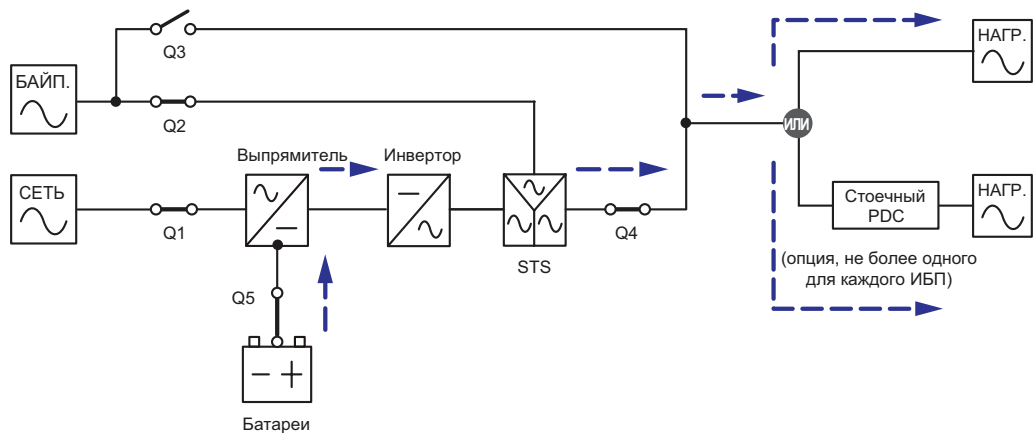 Q3
НАГР.
БАЙП.
Q2
ИЛИ
Выпрямитель
Инвертор
СЕТЬ
Стоечный
PDC
НАГР.
Q1
Q4
STS
(опция, не более одного
для каждого ИБП)
Q5
Батареи